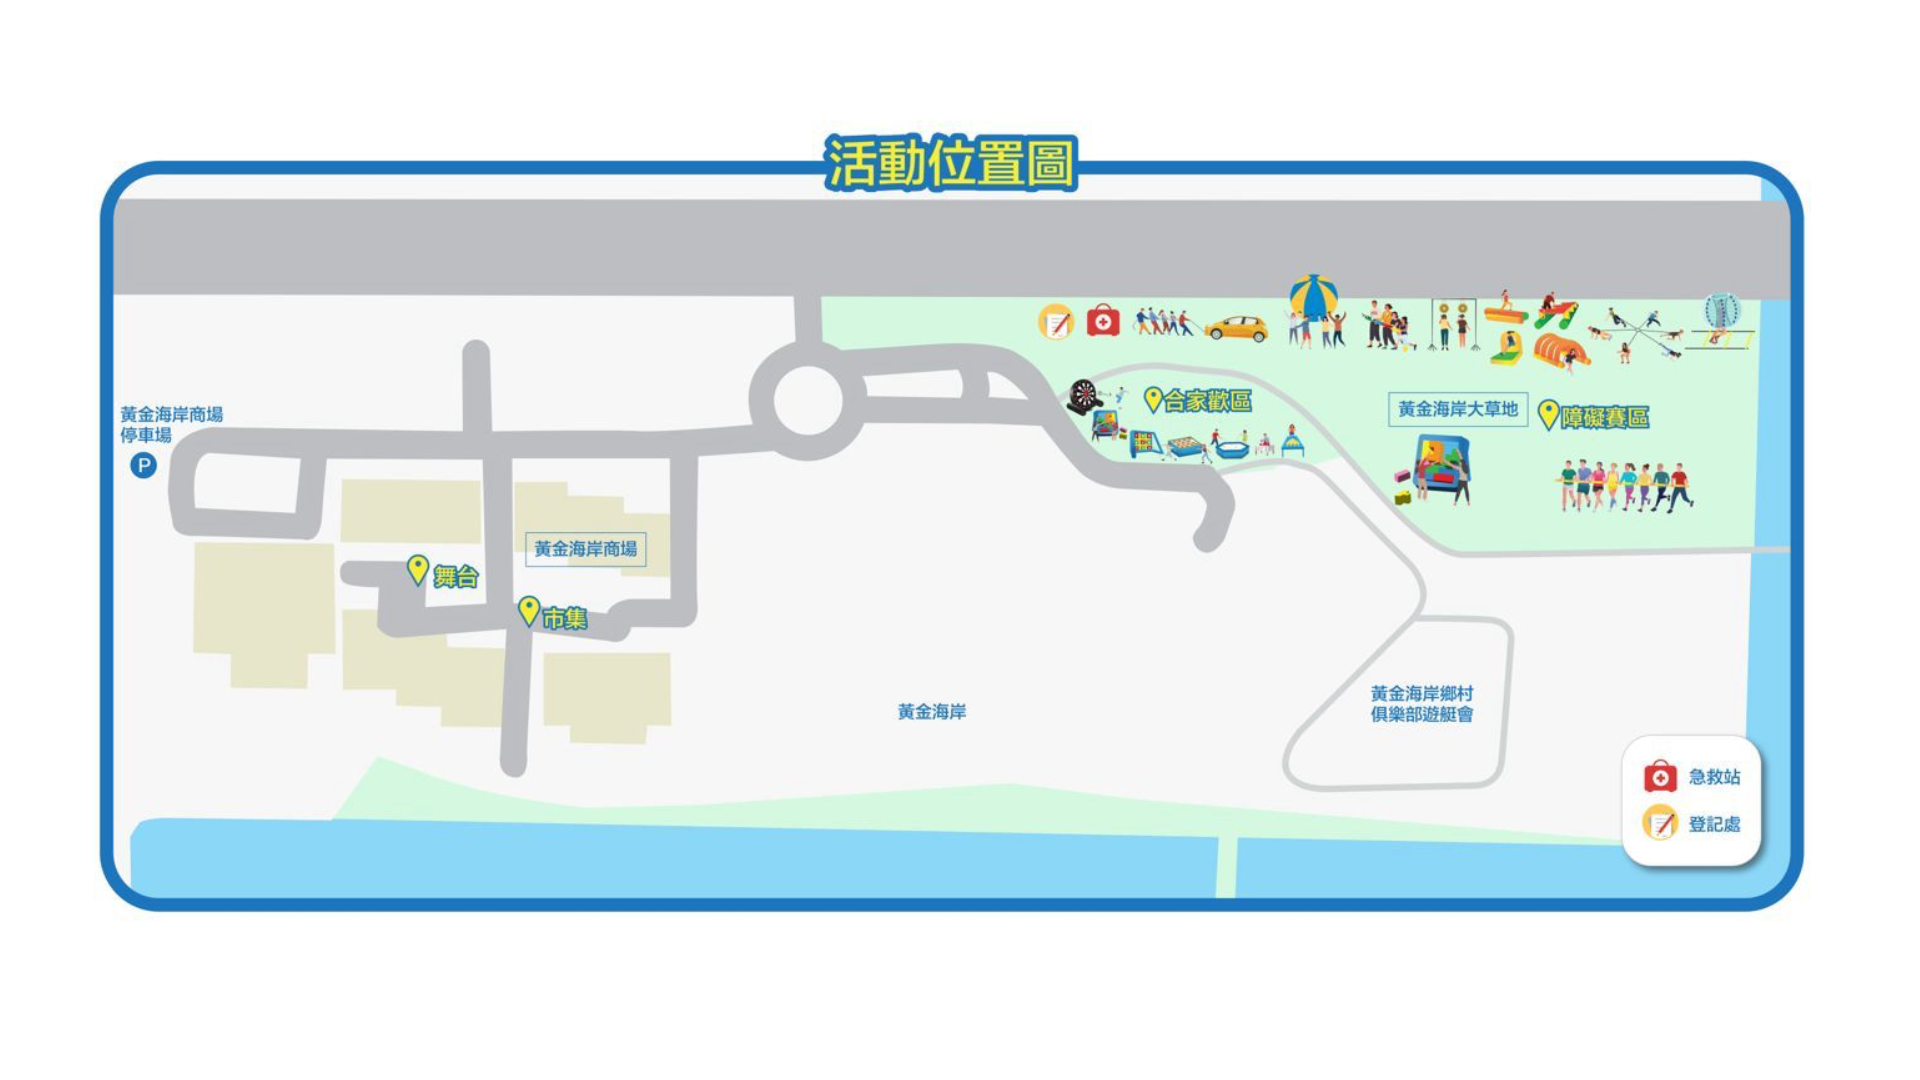 活動位置圖
合家歡區
黃金海岸大草地
障礙賽區
黃金海岸商場
停車場
P
黃金海岸商場
舞台
市集
黃金海岸
黃金海岸鄉村
俱樂部遊艇會
急救站
登記處